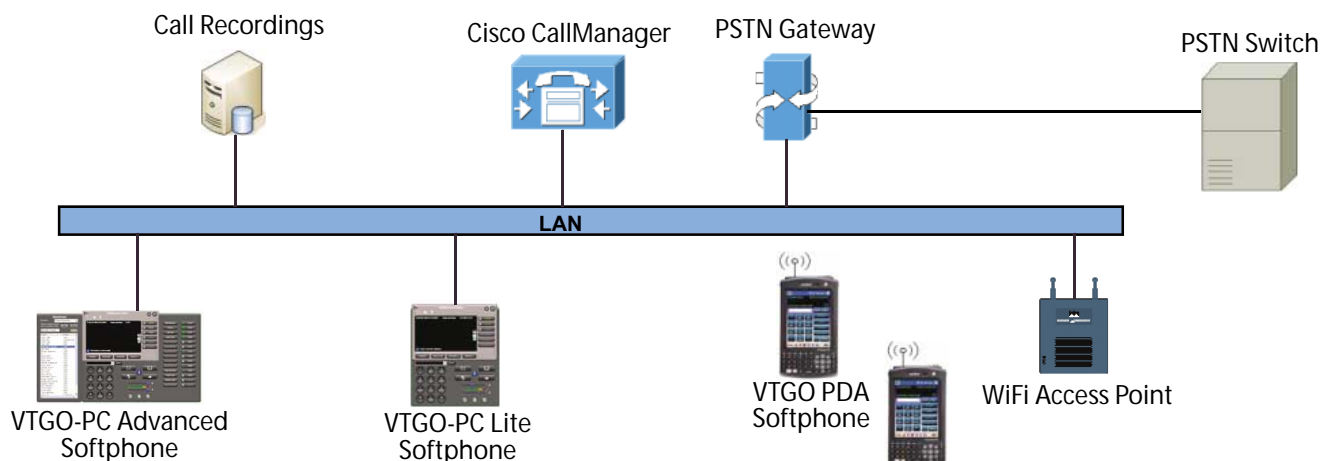 Call Recordings
Cisco CallManager
PSTN Gateway
PSTN Switch
LAN
VTGO-PC Advanced
Softphone
VTGO-PC Lite
Softphone
VTGO PDA
Softphone
WiFi Access Point